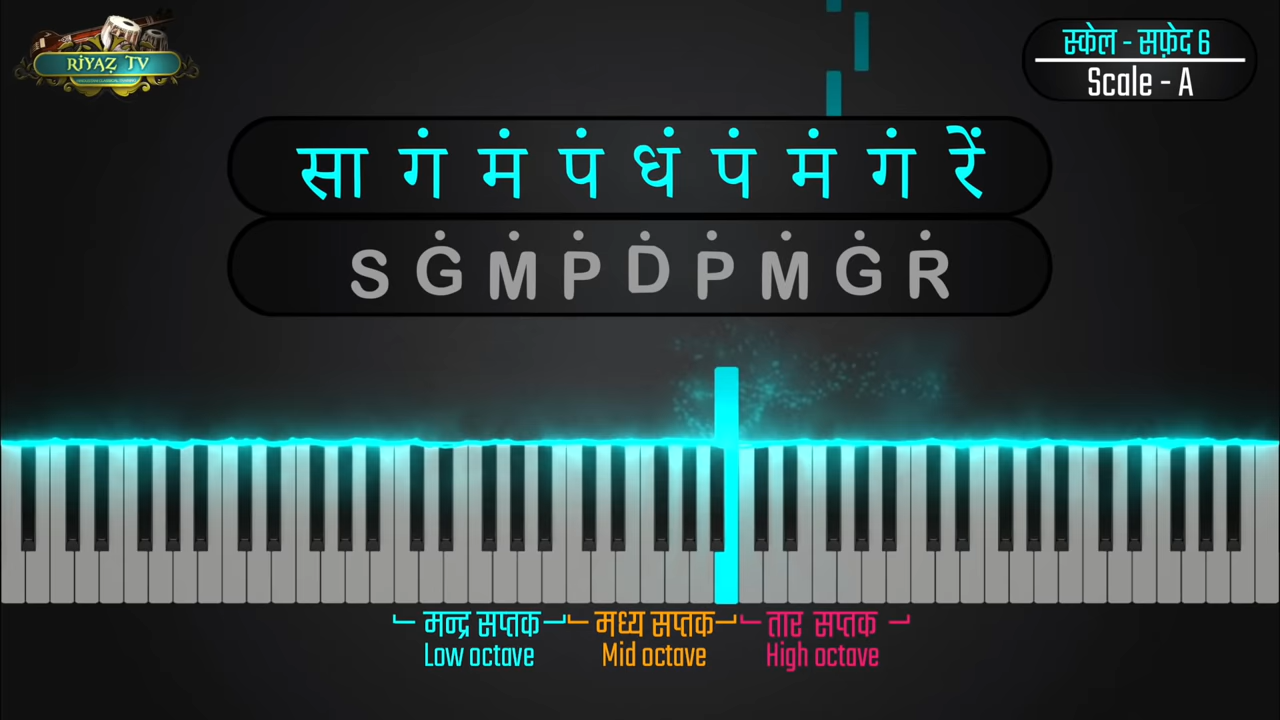 RiYAZ TV
स्केल - सफ़ेद 6
Scale - A
सा गं मं पं धं पं मं गं रें
S Ġ Ṁ Ṗ Ḋ Ṗ Ṁ Ġ Ṙ
मन्द्र सप्तक मध्य सप्तक तार सप्तक
Low octave Mid octave High octave